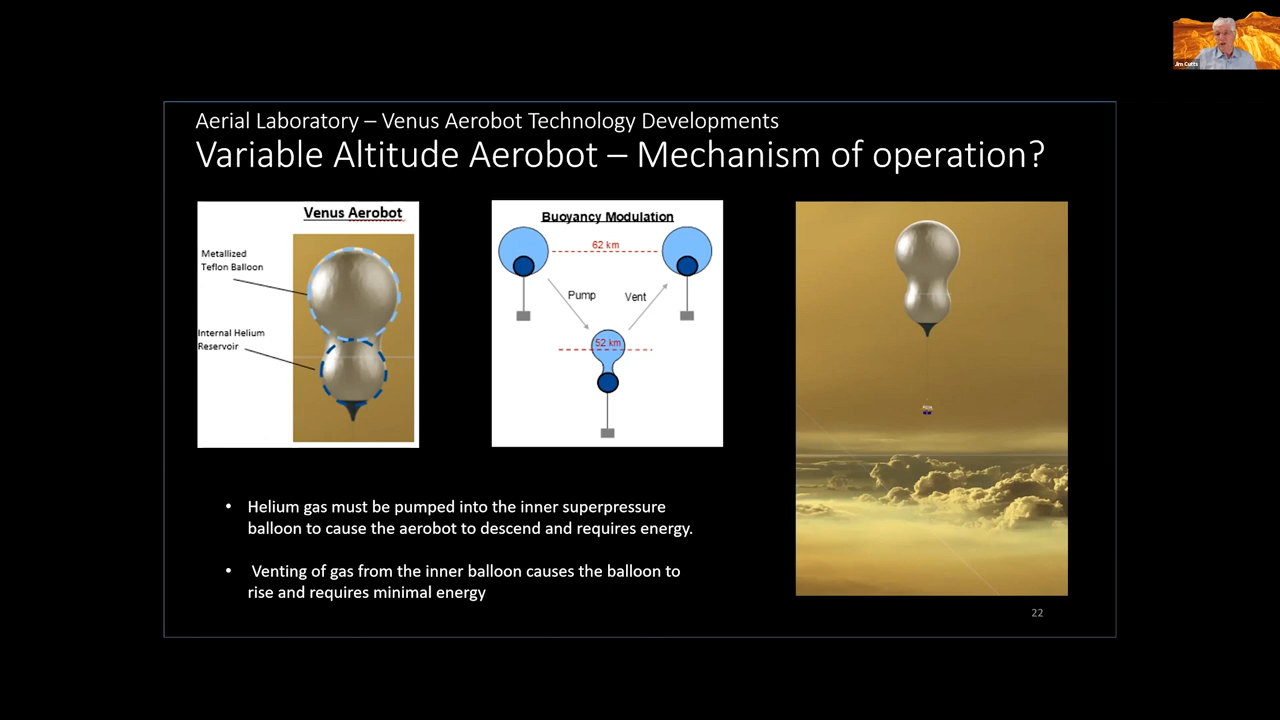 Jim Cutts
Aerial Laboratory – Venus Aerobot Technology Developments
Variable Altitude Aerobot – Mechanism of operation?
Venus Aerobot
Metallized
Teflon Balloon
Internal Helium
Reservoir
Buoyancy Modulation
62 km
Pump
Vent
52 km
• Helium gas must be pumped into the inner superpressure
balloon to cause the aerobot to descend and requires energy.
• Venting of gas from the inner balloon causes the balloon to
rise and requires minimal energy
22